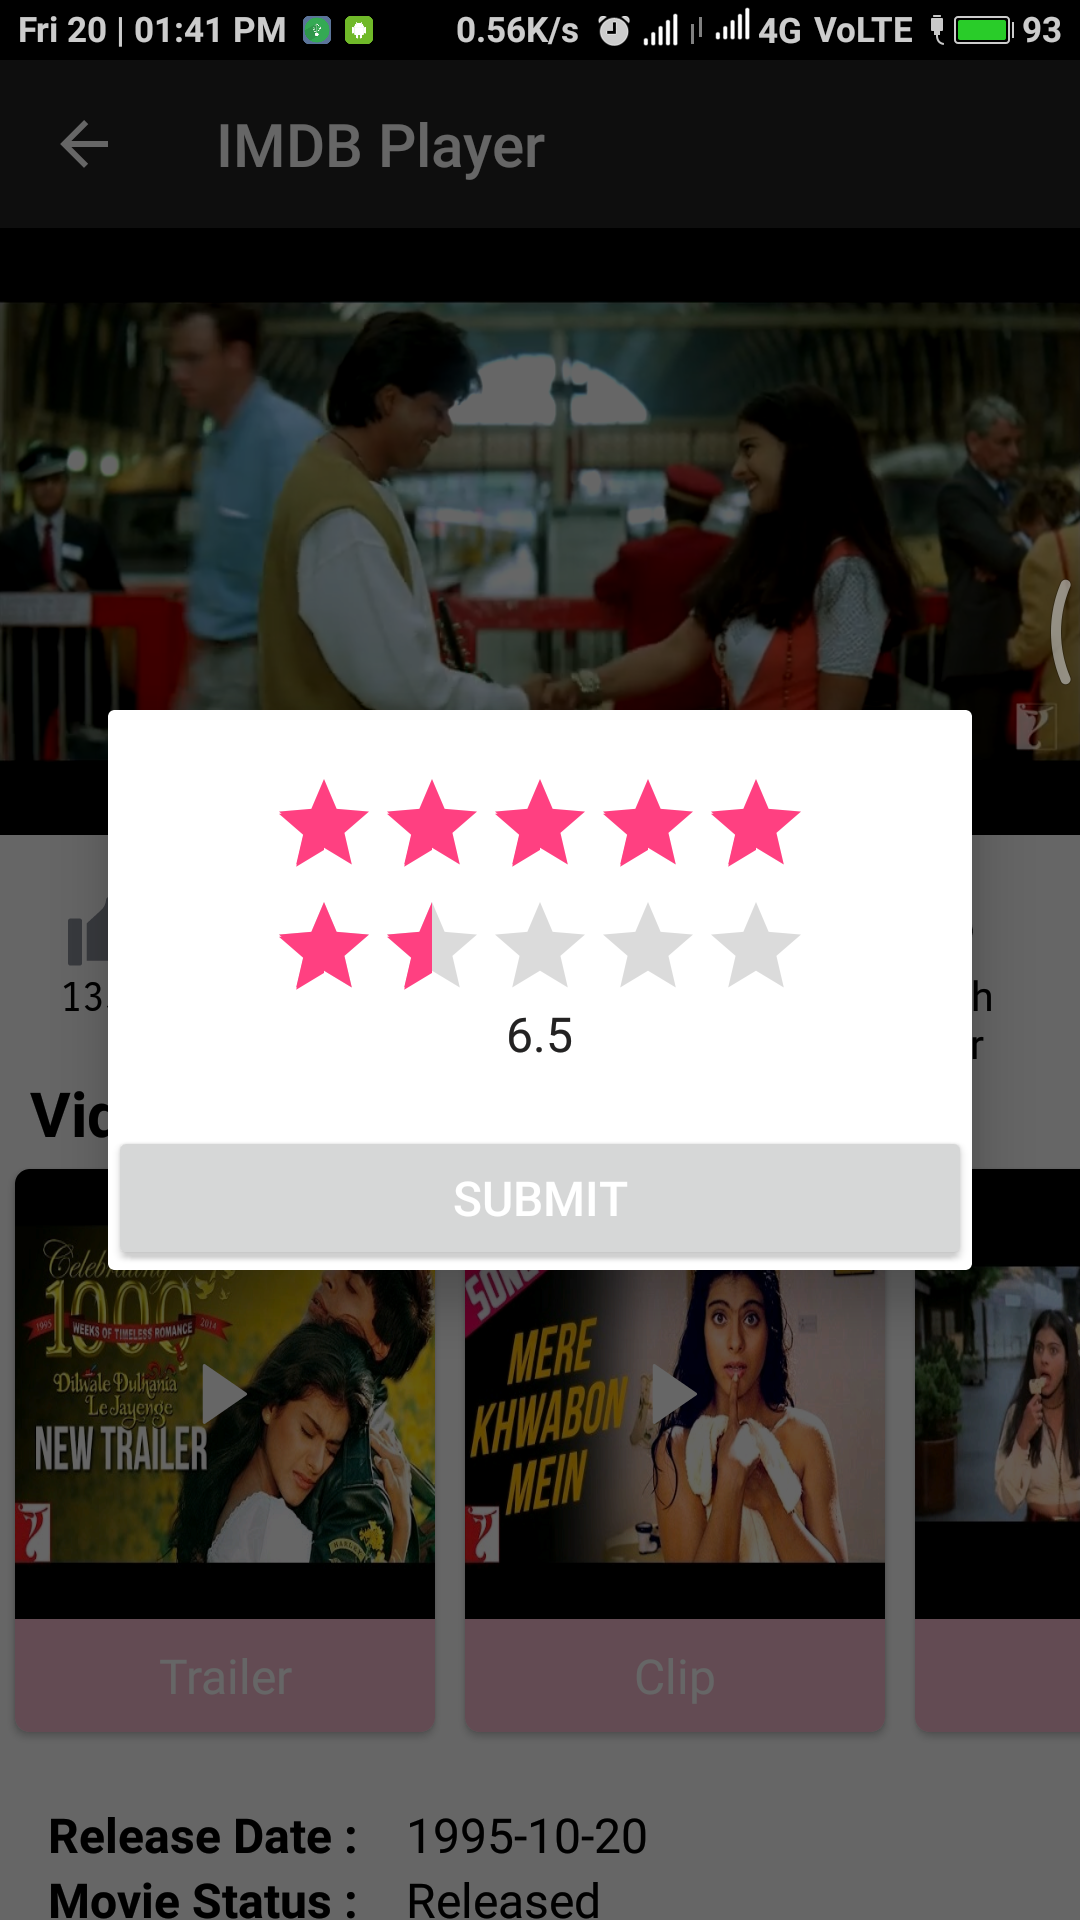 Fri 20 | 01:41 PM 0.56K/s 4G VoLTE 93
IMDB Player
13.
h
r
6.5
Vid
SUBMIT
Celebrating
1000
1995 WEEKS OF TIMELESS ROMANCE 2014
Dilwale Dulhania
Le Jayenge
NEW TRAILER
SONG
MERE
KHWABON
MEIN
Trailer
Clip
Release Date : 1995-10-20
Movie Status : Released